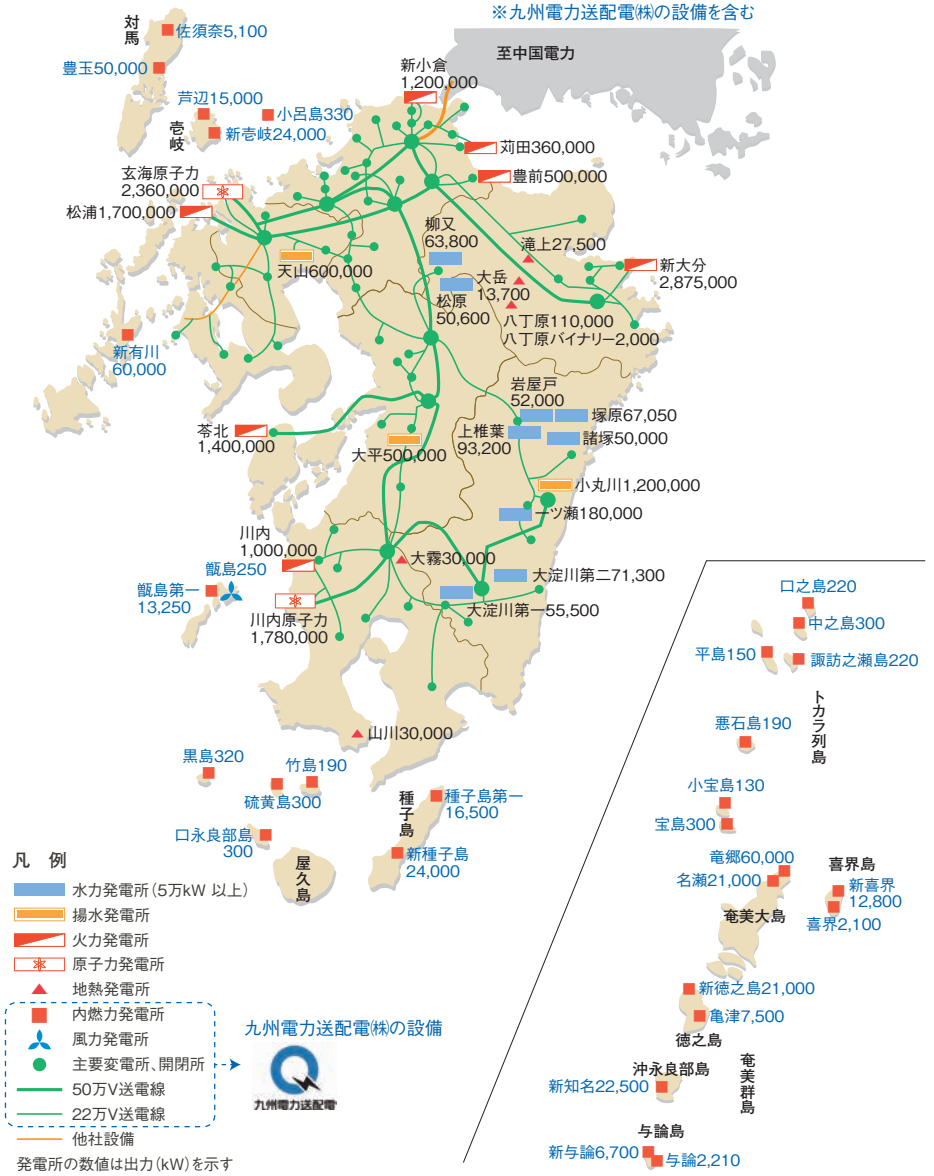 ※九州電力送配電㈱の設備を含む
対馬
佐須奈5,100
豊玉50,000
芦辺15,000
小呂島330
壱岐
新壱岐24,000
至中国電力
新小倉
1,200,000
苅田360,000
豊前500,000
玄海原子力
2,360,000
松浦1,700,000
天山600,000
柳又
63,800
滝上27,500
大岳
13,700
松原
50,600
八丁原110,000
八丁原バイナリー2,000
新大分
2,875,000
新有川
60,000
岩屋戸
52,000
塚原67,050
上椎葉
93,200
諸塚50,000
苓北
1,400,000
大平500,000
小丸川1,200,000
一ツ瀬180,000
川内
1,000,000
大霧30,000
甑島250
甑島第一
13,250
川内原子力
1,780,000
大淀川第二71,300
大淀川第一55,500
山川30,000
黒島320
竹島190
硫黄島300
口永良部島
300
屋久島
種子島
種子島第一
16,500
新種子島
24,000
口之島220
中之島300
平島150
諏訪之瀬島220
トカラ列島
悪石島190
小宝島130
宝島300
竜郷60,000
名瀬21,000
奄美大島
喜界島
新喜界
12,800
喜界2,100
新徳之島21,000
亀津7,500
徳之島
奄美群島
沖永良部島
新知名22,500
与論島
新与論6,700
与論2,210
凡 例
水力発電所(5万kW 以上)
揚水発電所
火力発電所
原子力発電所
地熱発電所
内燃力発電所
風力発電所
主要変電所、開閉所
50万V送電線
22万V送電線
他社設備
発電所の数値は出力(kW)を示す
九州電力送配電㈱の設備
九州電力送配電